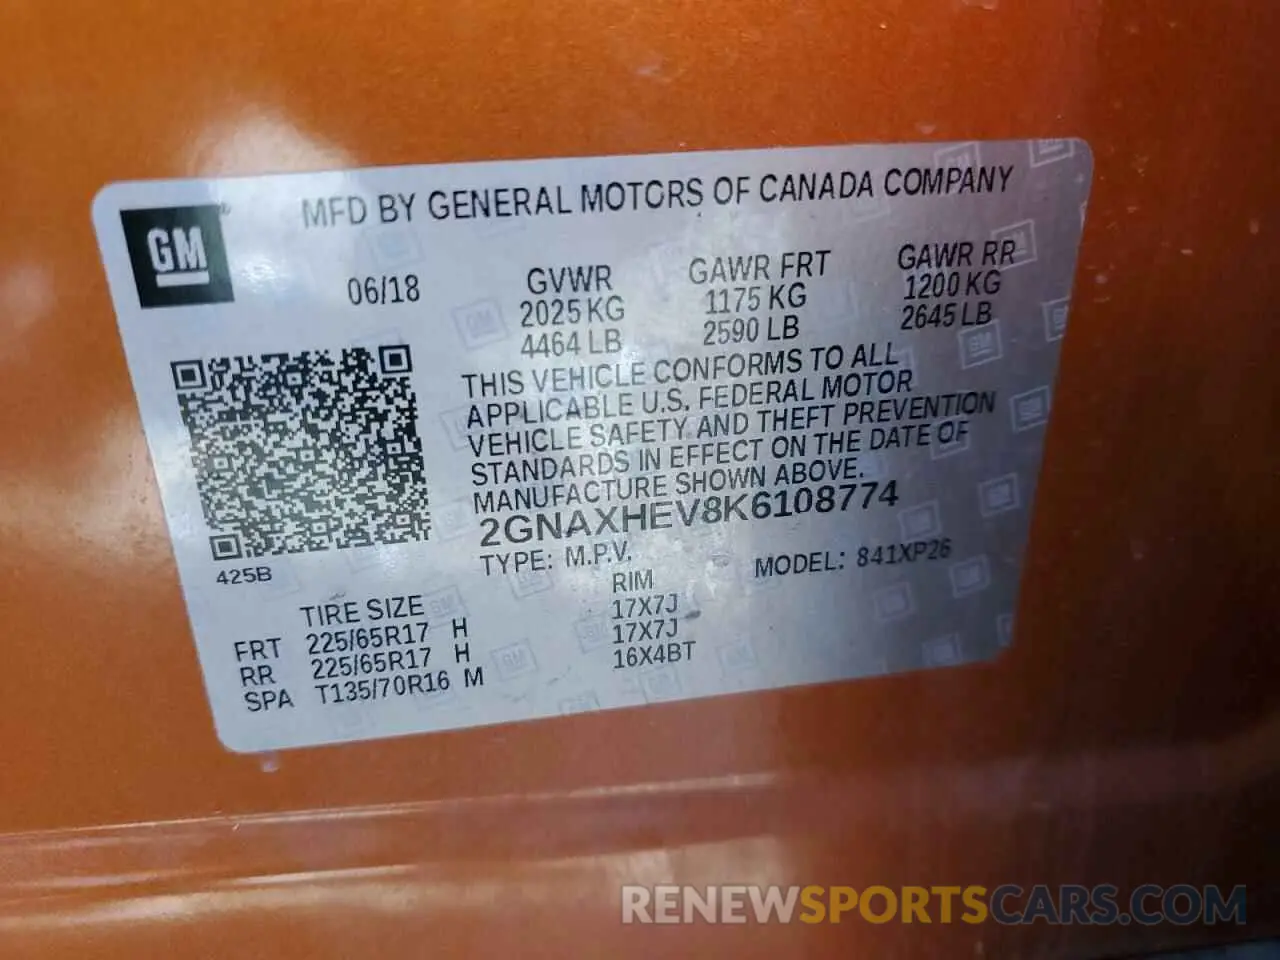 MFD BY GENERAL MOTORS OF CANADA COMPANY
GM
06/18
GVWR GAWR FRT GAWR RR
2025 KG 1175 KG 1200 KG
4464 LB 2590 LB 2645 LB
THIS VEHICLE CONFORMS TO ALL
APPLICABLE U.S. FEDERAL MOTOR
VEHICLE SAFETY AND THEFT PREVENTION
STANDARDS IN EFFECT ON THE DATE OF
MANUFACTURE SHOWN ABOVE.
2GNAXHEV8K6108774
TYPE: M.P.V. MODEL: 841XP26
425B
TIRE SIZE RIM
FRT 225/65R17 H 17X7J
RR 225/65R17 H 17X7J
SPA T135/70R16 M 16X4BT
RENEWSPORTSCARS.COM